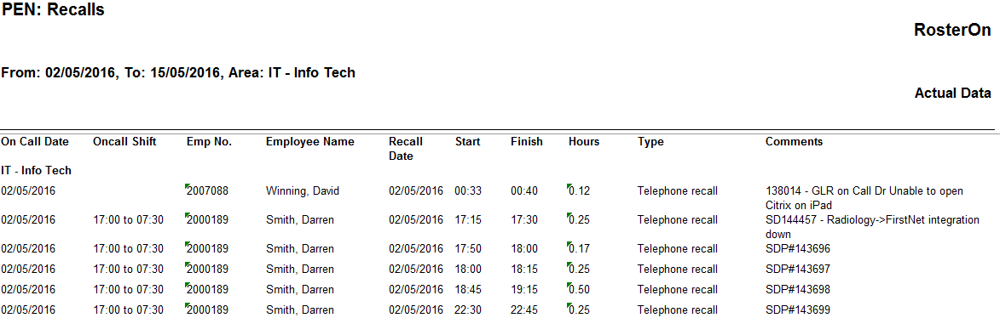 PEN: Recalls
RosterOn
From: 02/05/2016, To: 15/05/2016, Area: IT - Info Tech
Actual Data
On Call Date Oncall Shift Emp No. Employee Name Recall Start Finish Hours Type Comments
Date
IT - Info Tech
02/05/2016 2007088 Winning, David 02/05/2016 00:33 00:40 0.12 Telephone recall 138014 - GLR on Call Dr Unable to open
Citrix on iPad
02/05/2016 17:00 to 07:30 2000189 Smith, Darren 02/05/2016 17:15 17:30 0.25 Telephone recall SD144457 - Radiology->FirstNet integration
down
02/05/2016 17:00 to 07:30 2000189 Smith, Darren 02/05/2016 17:50 18:00 0.17 Telephone recall SDP#143696
02/05/2016 17:00 to 07:30 2000189 Smith, Darren 02/05/2016 18:00 18:15 0.25 Telephone recall SDP#143697
02/05/2016 17:00 to 07:30 2000189 Smith, Darren 02/05/2016 18:45 19:15 0.50 Telephone recall SDP#143698
02/05/2016 17:00 to 07:30 2000189 Smith, Darren 02/05/2016 22:30 22:45 0.25 Telephone recall SDP#143699